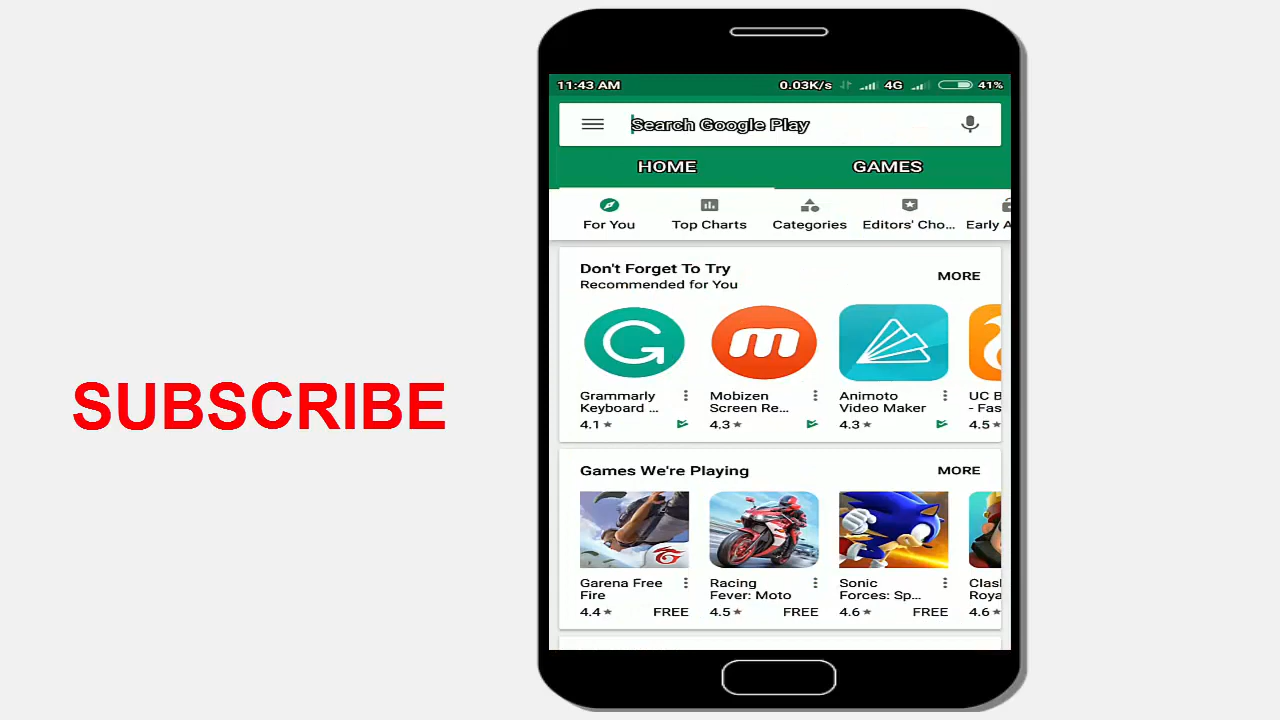 SUBSCRIBE
11:43 AM 0.03K/s 4G 41%
Search Google Play
HOME GAMES
For You Top Charts Categories Editors' Cho... Early A
Don't Forget To Try
MORE
Recommended for You
Grammarly Mobizen Animoto UC B
Keyboard ... Screen Re... Video Maker - Fas
4.1 4.3 4.3 4.5
Games We're Playing MORE
Garena Free Racing Sonic Clas
Fire Fever: Moto Forces: Sp... Roya
4.4 FREE 4.5 FREE 4.6 FREE 4.6